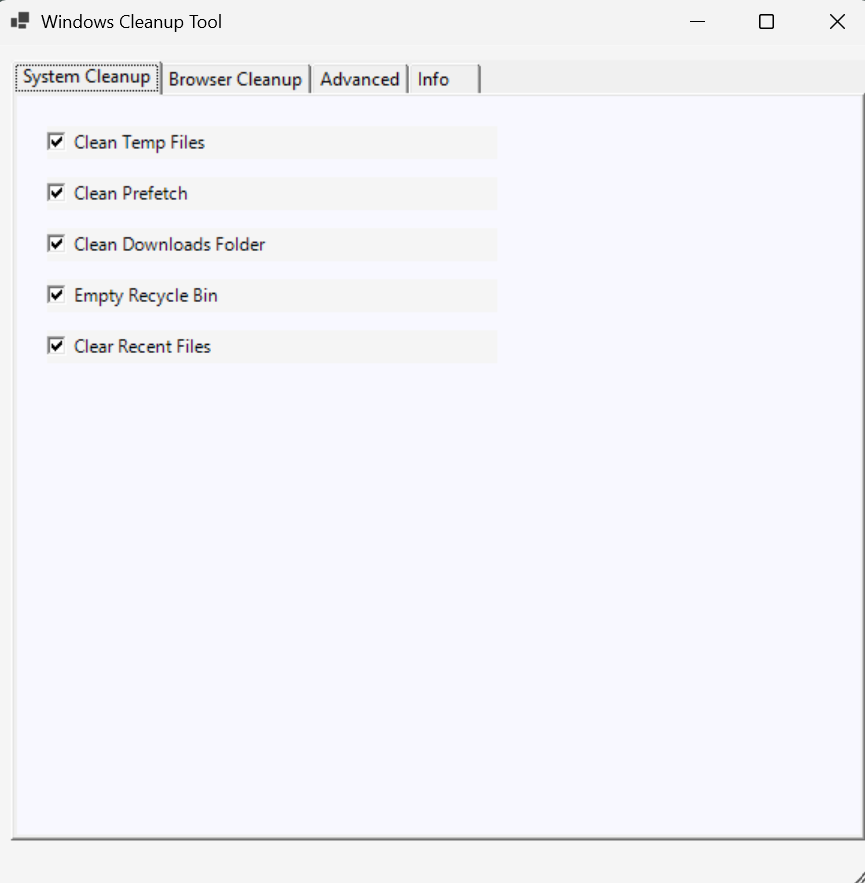 Windows Cleanup Tool
System Cleanup Browser Cleanup Advanced Info
Clean Temp Files
Clean Prefetch
Clean Downloads Folder
Empty Recycle Bin
Clear Recent Files